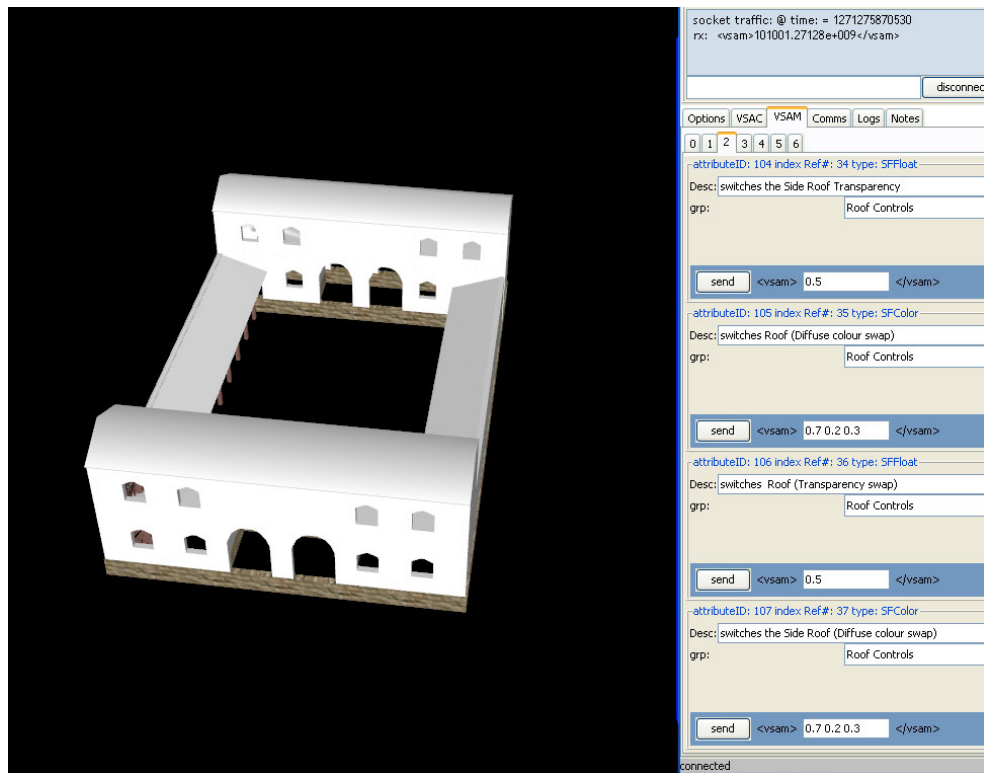 socket traffic: @ time: = 1271275870530
rx: <vsam>101001.27128e+009</vsam>
disconnec
Options VSAC VSAM Comms Logs Notes
0 1 2 3 4 5 6
attributeID: 104 index Ref#: 34 type: SFFloat
Desc: switches the Side Roof Transparency
grp: Roof Controls
send <vsam> 0.5 </vsam>
attributeID: 105 index Ref#: 35 type: SFColor
Desc: switches Roof (Diffuse colour swap)
grp: Roof Controls
send <vsam> 0.7 0.2 0.3 </vsam>
attributeID: 106 index Ref#: 36 type: SFFloat
Desc: switches Roof (Transparency swap)
grp: Roof Controls
send <vsam> 0.5 </vsam>
attributeID: 107 index Ref#: 37 type: SFColor
Desc: switches the Side Roof (Diffuse colour swap)
grp: Roof Controls
send <vsam> 0.7 0.2 0.3 </vsam>
connected